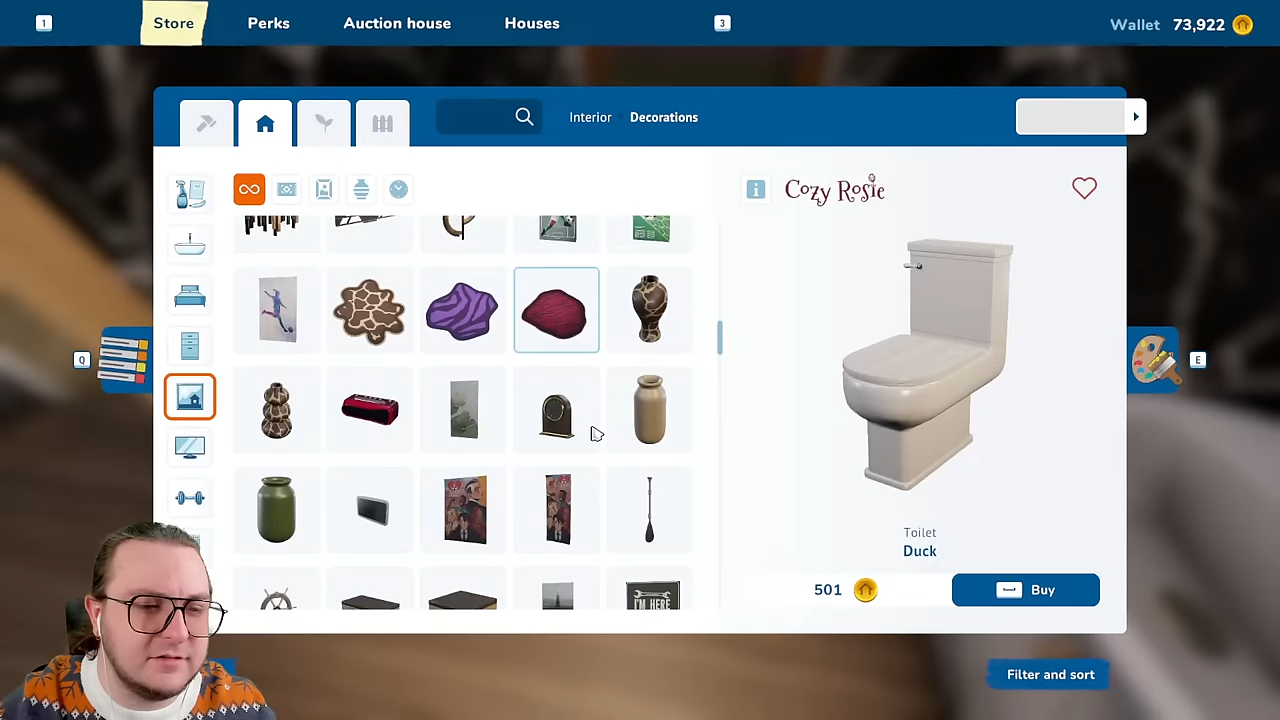 1
Store
Perks
Auction house
Houses
3
Wallet 73,922
Interior Decorations
Cozy Rosie
Q
E
I'M HERE
Toilet
Duck
501
Buy
Filter and sort